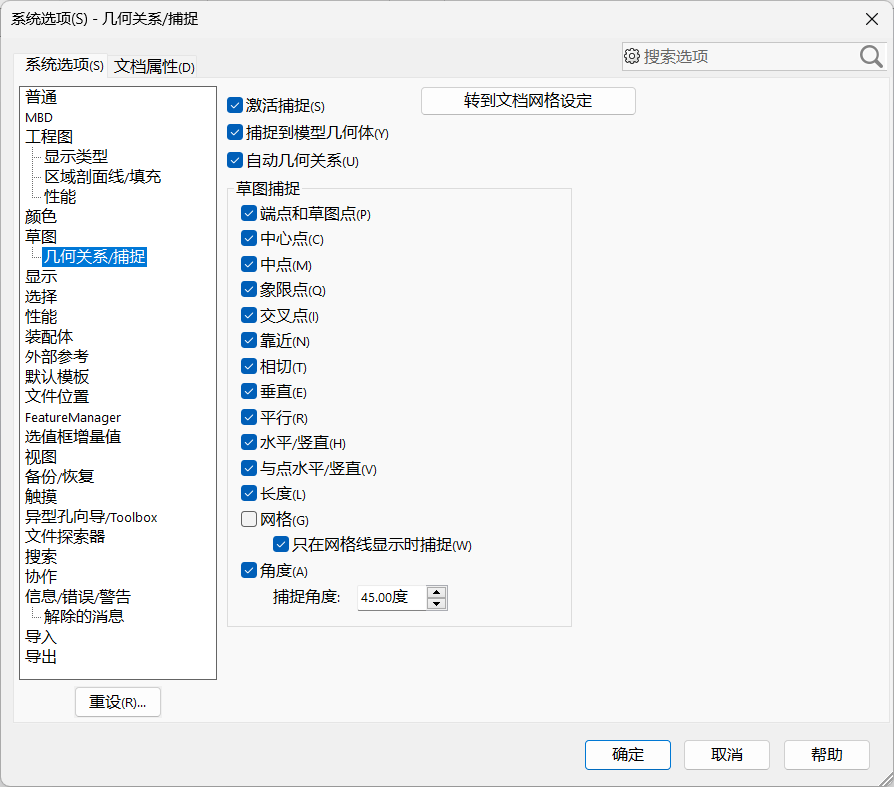 系统选项(S) - 几何关系/捕捉
系统选项(S)
文档属性(D)
搜索选项
普通
MBD
工程图
显示类型
区域剖面线/填充
性能
颜色
草图
几何关系/捕捉
显示
选择
性能
装配体
外部参考
默认模板
文件位置
FeatureManager
选值框增量值
视图
备份/恢复
触摸
异型孔向导/Toolbox
文件探索器
搜索
协作
信息/错误/警告
解除的消息
导入
导出
重设(R)...
激活捕捉(S)
转到文档网格设定
捕捉到模型几何体(Y)
自动几何关系(U)
草图捕捉
端点和草图点(P)
中心点(C)
中点(M)
象限点(Q)
交叉点(I)
靠近(N)
相切(T)
垂直(E)
平行(R)
水平/竖直(H)
与点水平/竖直(V)
长度(L)
网格(G)
只在网格线显示时捕捉(W)
角度(A)
捕捉角度: 45.00度
确定
取消
帮助